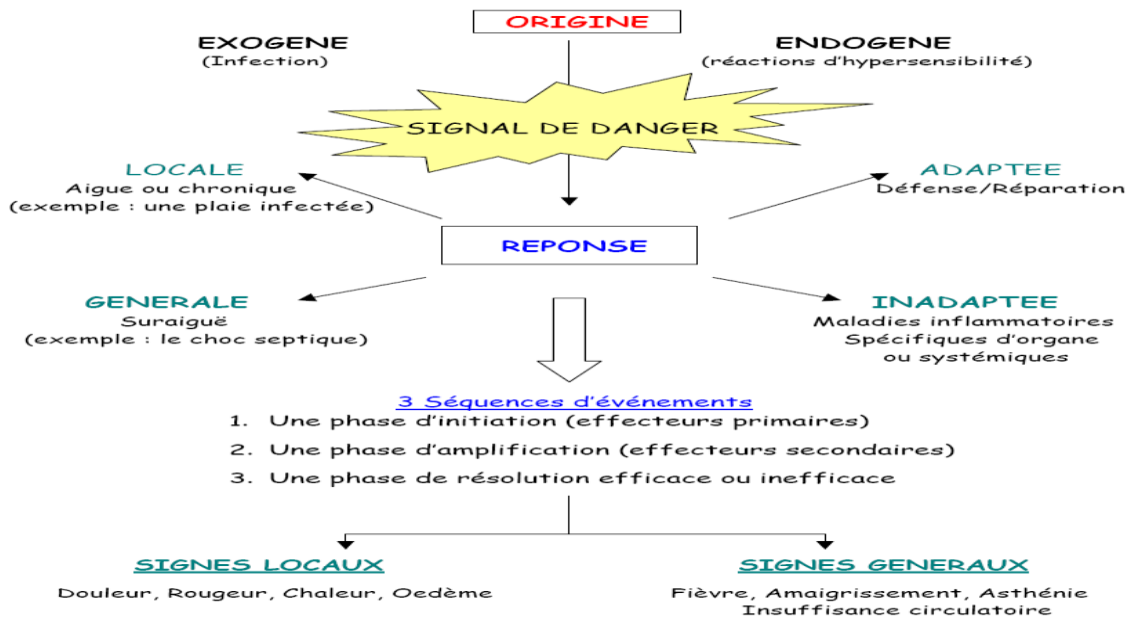 ORIGINE
EXOGENE
(Infection)
ENDOGENE
(réactions d'hypersensibilité)
SIGNAL DE DANGER
LOCALE
Aigue ou chronique
(exemple : une plaie infectée)
ADAPTEE
Défense/Réparation
REPONSE
GENERALE
Suraiguë
(exemple : le choc septique)
INADAPTEE
Maladies inflammatoires
Spécifiques d'organe
ou systémiques
3 Séquences d'événements
1. Une phase d'initiation (effecteurs primaires)
2. Une phase d'amplification (effecteurs secondaires)
3. Une phase de résolution efficace ou inefficace
SIGNES LOCAUX
Douleur, Rougeur, Chaleur, Oedème
SIGNES GENERAUX
Fièvre, Amaigrissement, Asthénie
Insuffisance circulatoire